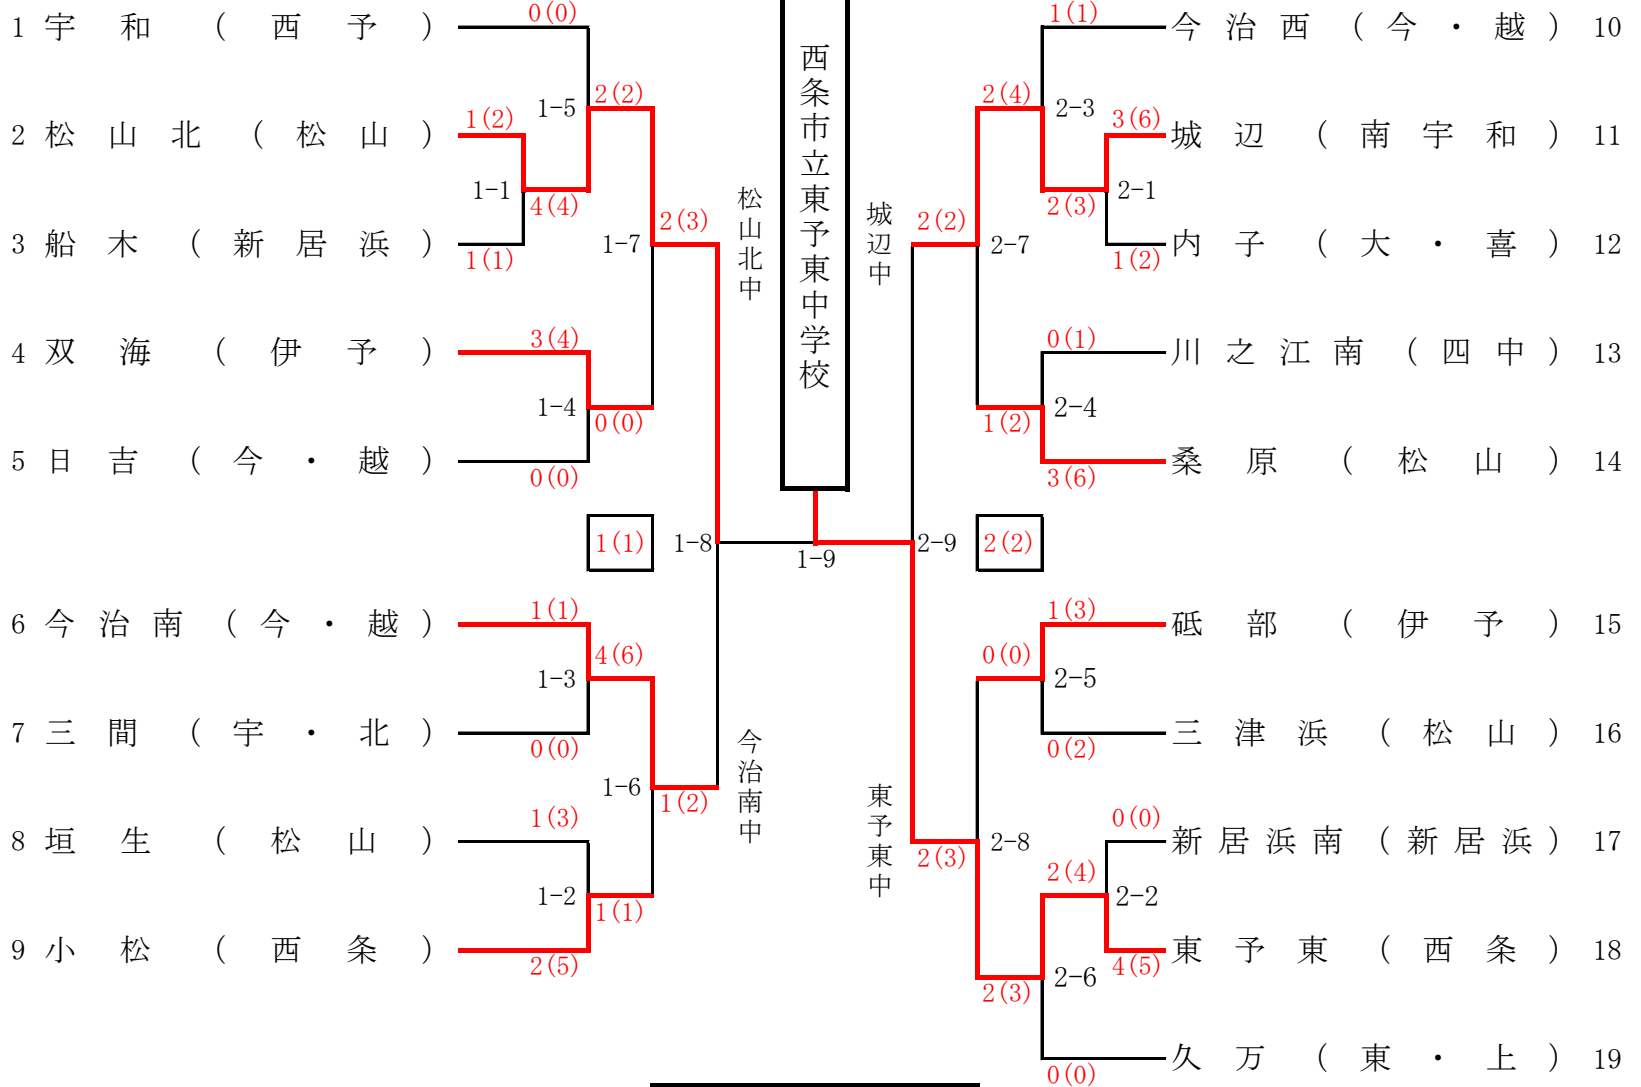 西条市立東予東中学校
1 宇和(西予)
0(0)
1-5
2(2)
2 松山北(松山)
1(2)
1-1
4(4)
3 船木(新居浜)
1(1)
1-7
2(3)
松山北中
4 双海(伊予)
3(4)
1-4
0(0)
5 日吉(今・越)
0(0)
1(1)
1-8
1-9
6 今治南(今・越)
1(1)
4(6)
1-3
7 三間(宇・北)
0(0)
1-6
1(2)
今治南中
8 垣生(松山)
1(3)
1-2
1(1)
9 小松(西条)
2(5)
1(1)
今治西(今・越) 10
2(4)
2-3
3(6)
城辺(南宇和) 11
2-1
2(3)
城辺中
2(2)
2-7
内子(大・喜) 12
1(2)
0(1)
川之江南(四中) 13
2-4
1(2)
桑原(松山) 14
3(6)
2-9
2(2)
1(3)
砥部(伊予) 15
0(0)
2-5
三津浜(松山) 16
0(2)
東予東中
2(3)
2-8
0(0)
新居浜南(新居浜) 17
2(4)
2-2
東予東(西条) 18
4(5)
2-6
2(3)
久万(東・上) 19
0(0)